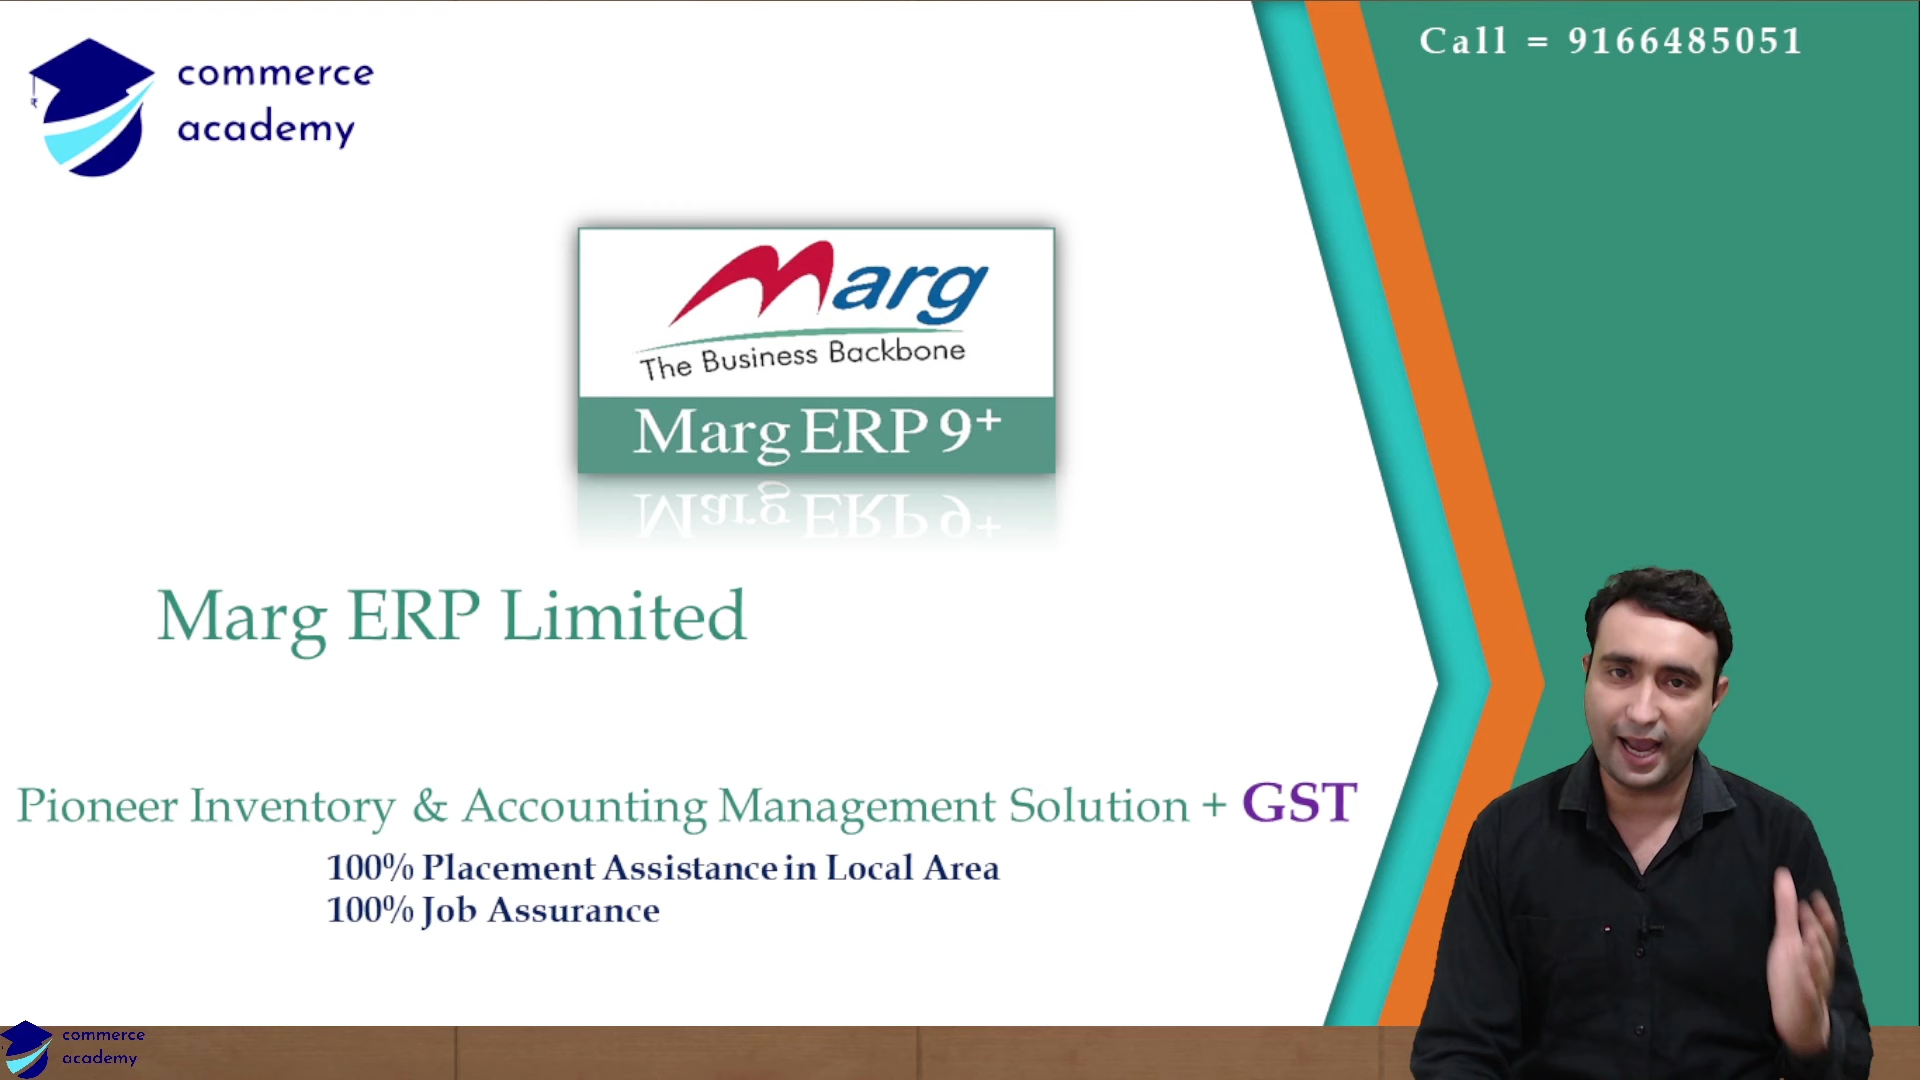 commerce
academy
Call = 9166485051
Marg
The Business Backbone
Marg ERP 9+
Marg ERP Limited
Pioneer Inventory & Accounting Management Solution + GST
100% Placement Assistance in Local Area
100% Job Assurance
commerce
academy